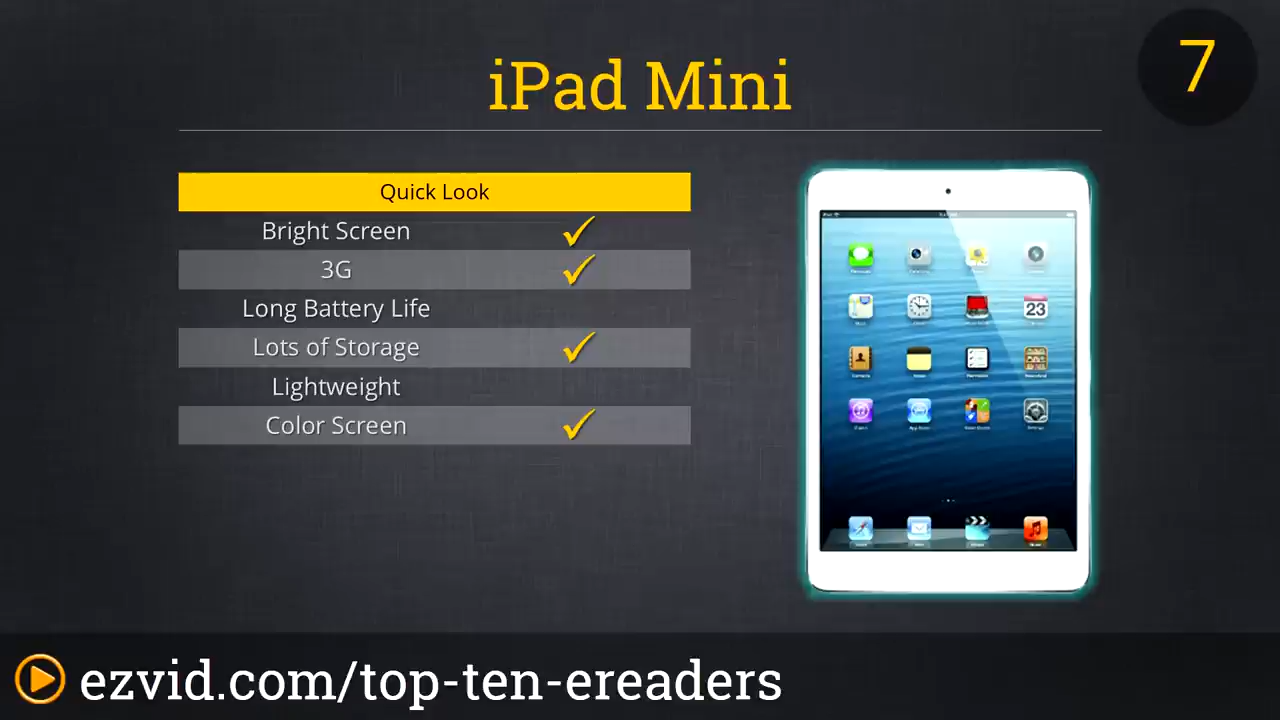 7
iPad Mini
Quick Look
Bright Screen
3G
Long Battery Life
Lots of Storage
Lightweight
Color Screen
23
ezvid.com/top-ten-ereaders